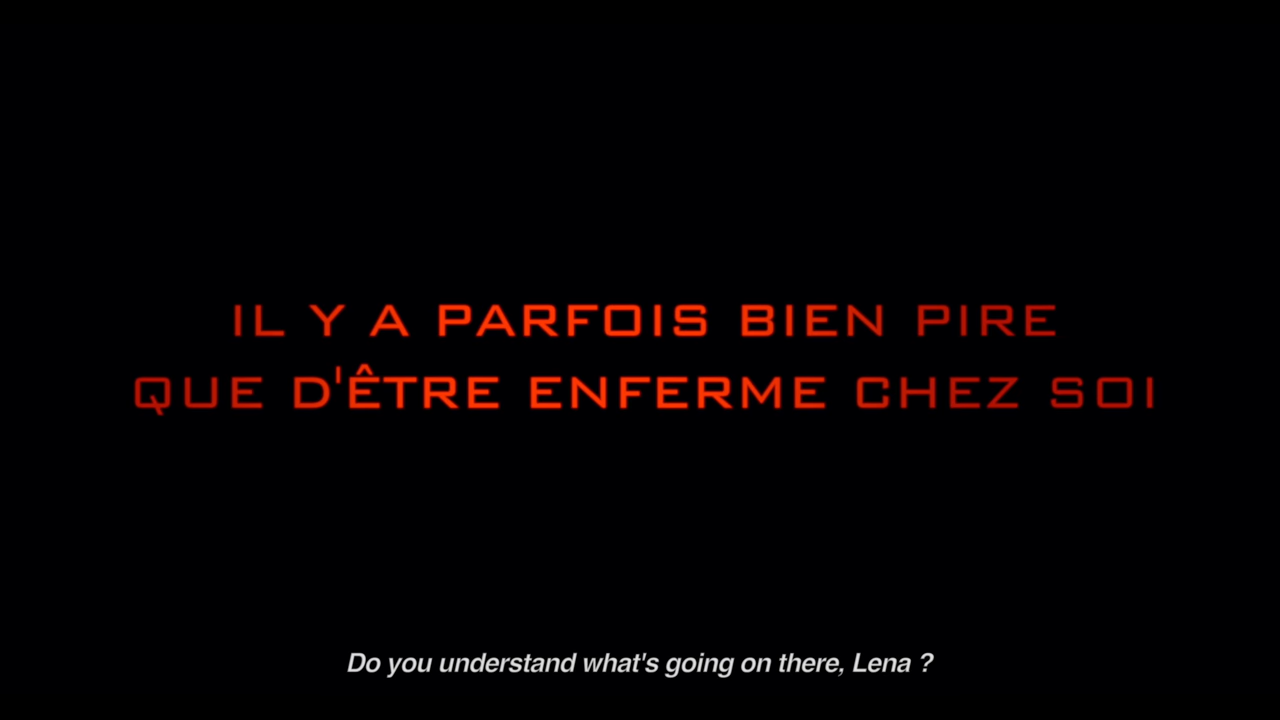 IL Y A PARFOIS BIEN PIRE
QUE D'ÊTRE ENFERME CHEZ SOI
Do you understand what's going on there, Lena ?